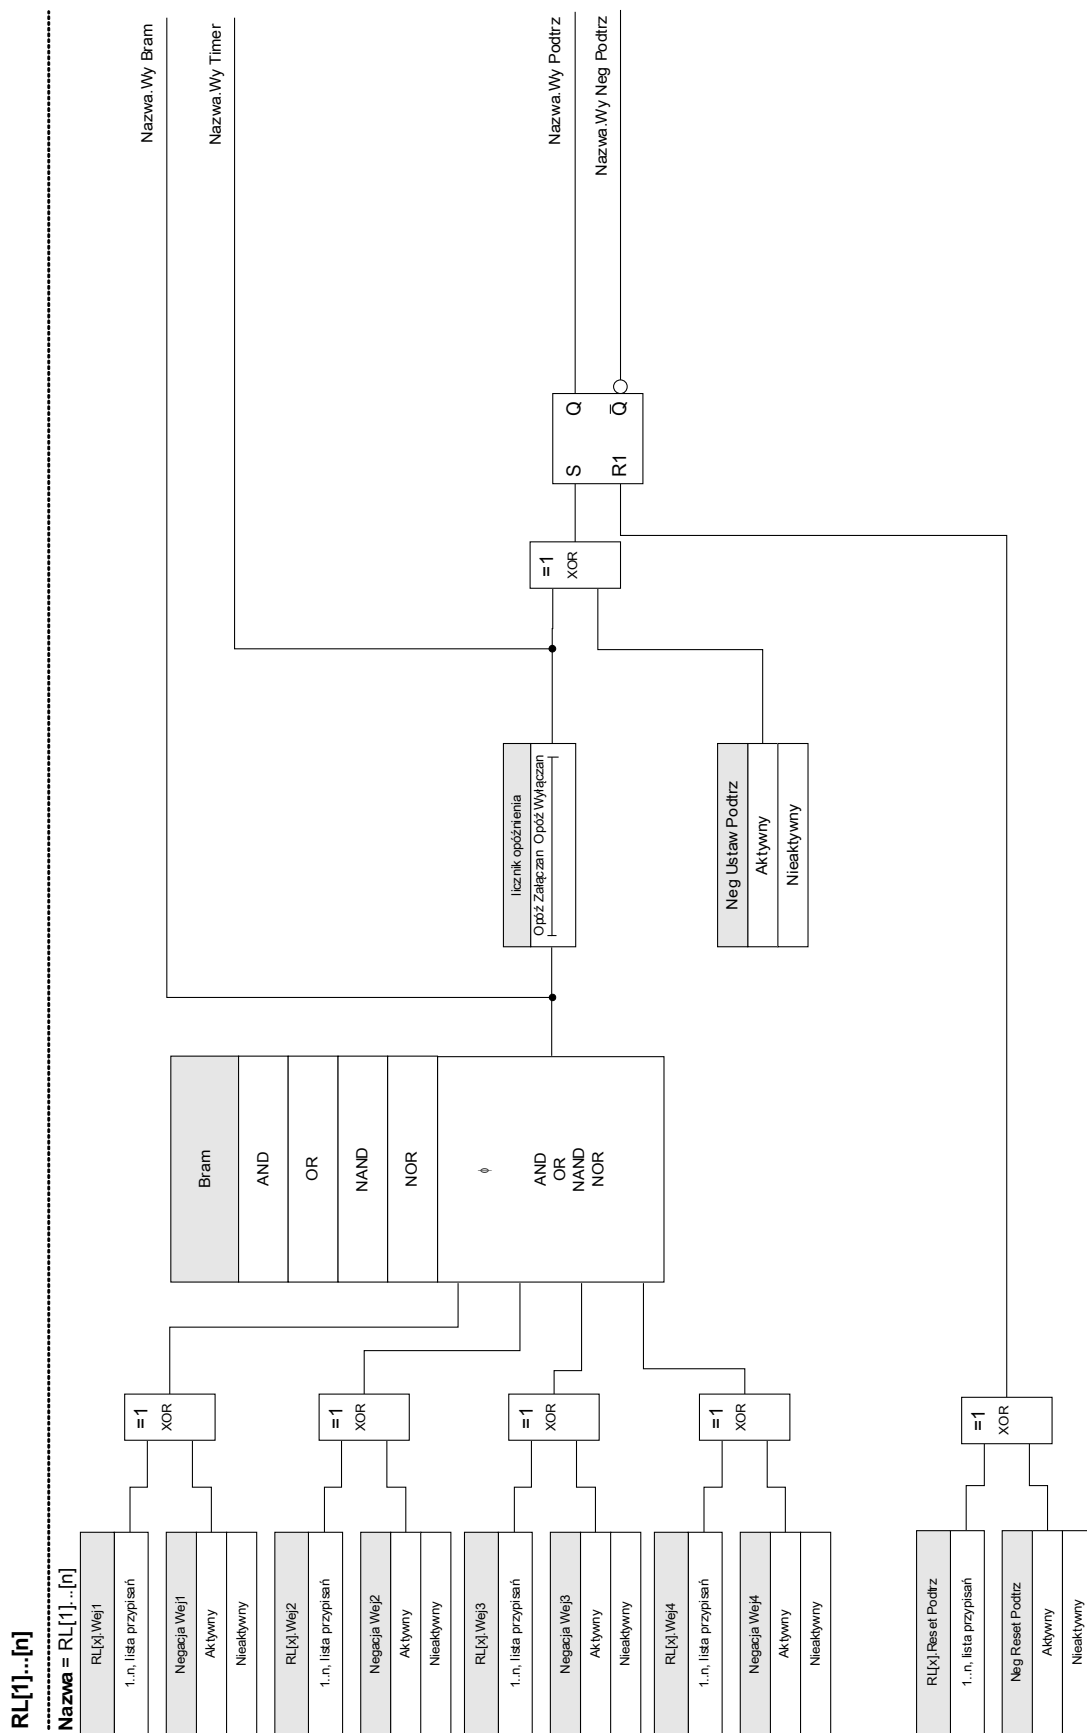 RL[1]...[n]
Nazwa = RL[1]...[n]
RL[x].Wej1
1..n, lista przypisań
Negacja Wej1
Aktywny
Nieaktywny
RL[x].Wej2
1..n, lista przypisań
Negacja Wej2
Aktywny
Nieaktywny
RL[x].Wej3
1..n, lista przypisań
Negacja Wej3
Aktywny
Nieaktywny
RL[x].Wej4
1..n, lista przypisań
Negacja Wej4
Aktywny
Nieaktywny
RL[x].Reset Podtrz
1..n, lista przypisań
Neg Reset Podtrz
Aktywny
Nieaktywny
=1
XOR
=1
XOR
=1
XOR
=1
XOR
=1
XOR
Bram
AND
OR
NAND
NOR
ϕ
AND
OR
NAND
NOR
licznik opóźnienia
Opóź Załączan Opóź Wyłączan
Neg Ustaw Podtrz
Aktywny
Nieaktywny
=1
XOR
S Q
R1 Q̅
Nazwa.Wy Bram
Nazwa.Wy Timer
Nazwa.Wy Podtrz
Nazwa.Wy Neg Podtrz